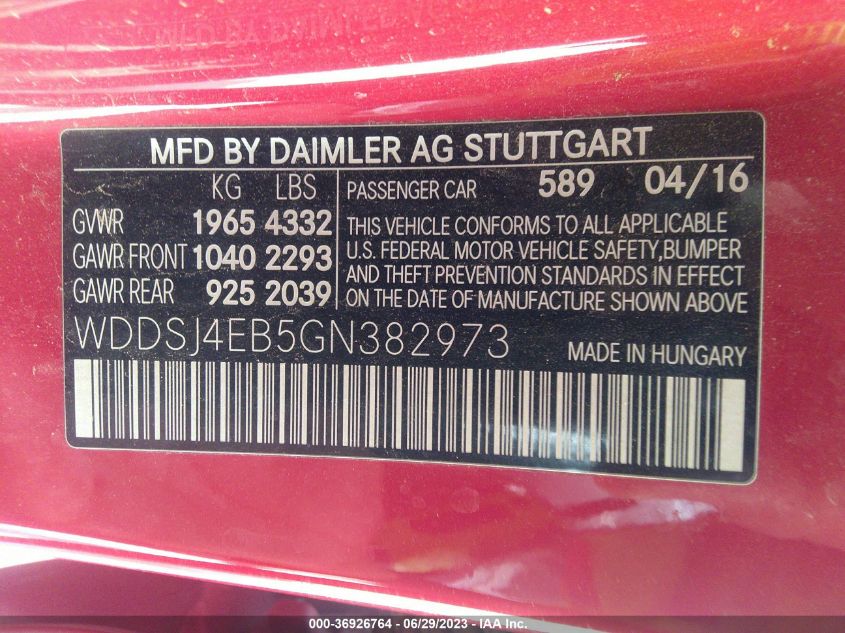 MFD BY DAIMLER AG STUTTGART
KG LBS
GVWR 1965 4332
GAWR FRONT 1040 2293
GAWR REAR 925 2039
PASSENGER CAR 589 04/16
THIS VEHICLE CONFORMS TO ALL APPLICABLE
U.S. FEDERAL MOTOR VEHICLE SAFETY,BUMPER
AND THEFT PREVENTION STANDARDS IN EFFECT
ON THE DATE OF MANUFACTURE SHOWN ABOVE.
WDDSJ4EB5GN382973
MADE IN HUNGARY
000-36926764 - 06/29/2023 - IAA Inc.